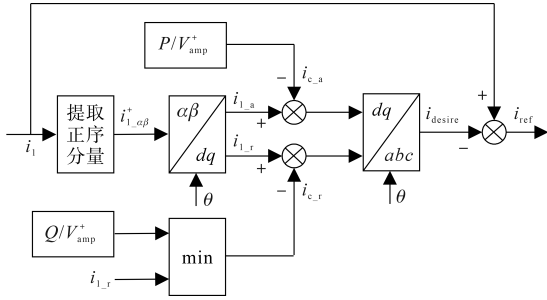 P/V⁺amp
i_c_a
提取
正序
分量
i⁺1_αβ
αβ
dq
i_1_a
i_1_r
dq
abc
i_desire
i_ref
i_1
θ
θ
i_c_r
Q/V⁺amp
min
i_1_r
+
−
+
+
−
−